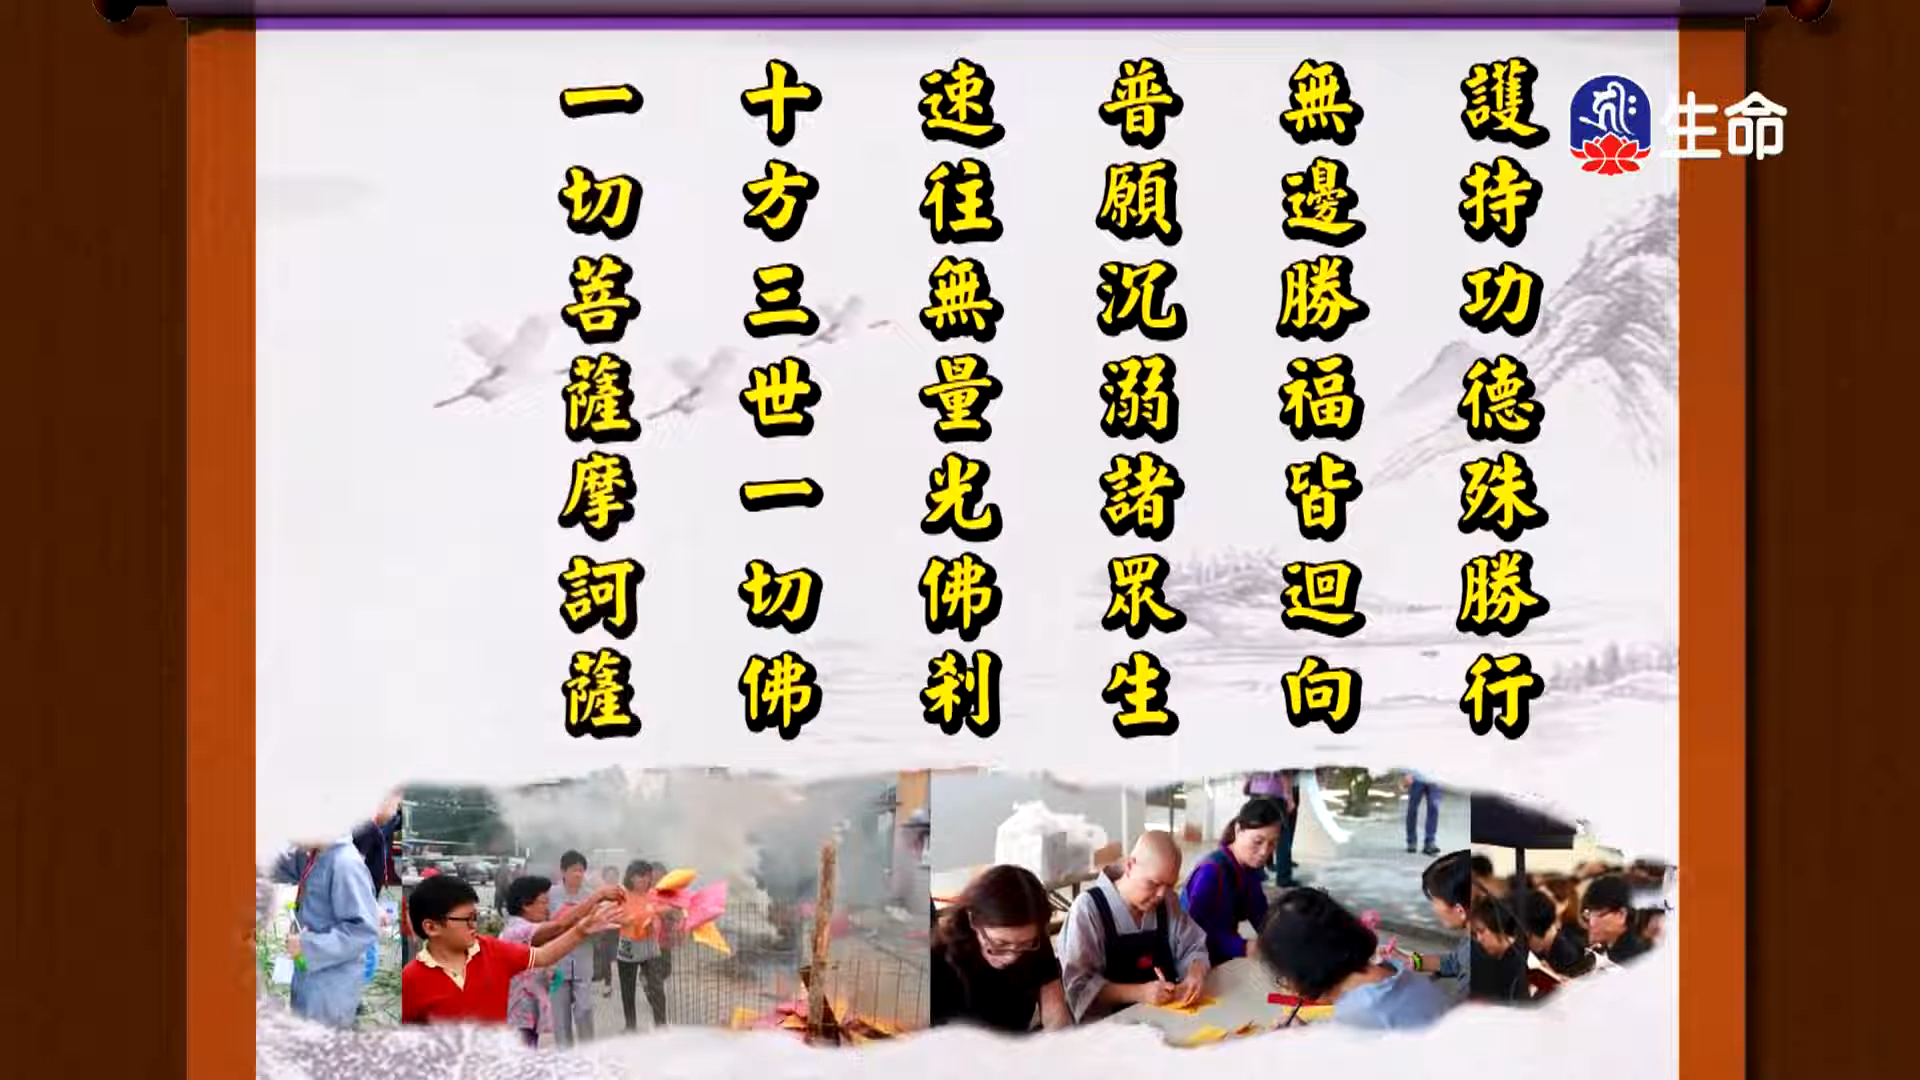 護持功德殊勝行
無邊勝福皆迴向
普願沉溺諸眾生
速往無量光佛剎
十方三世一切佛
一切菩薩摩訶薩
生命